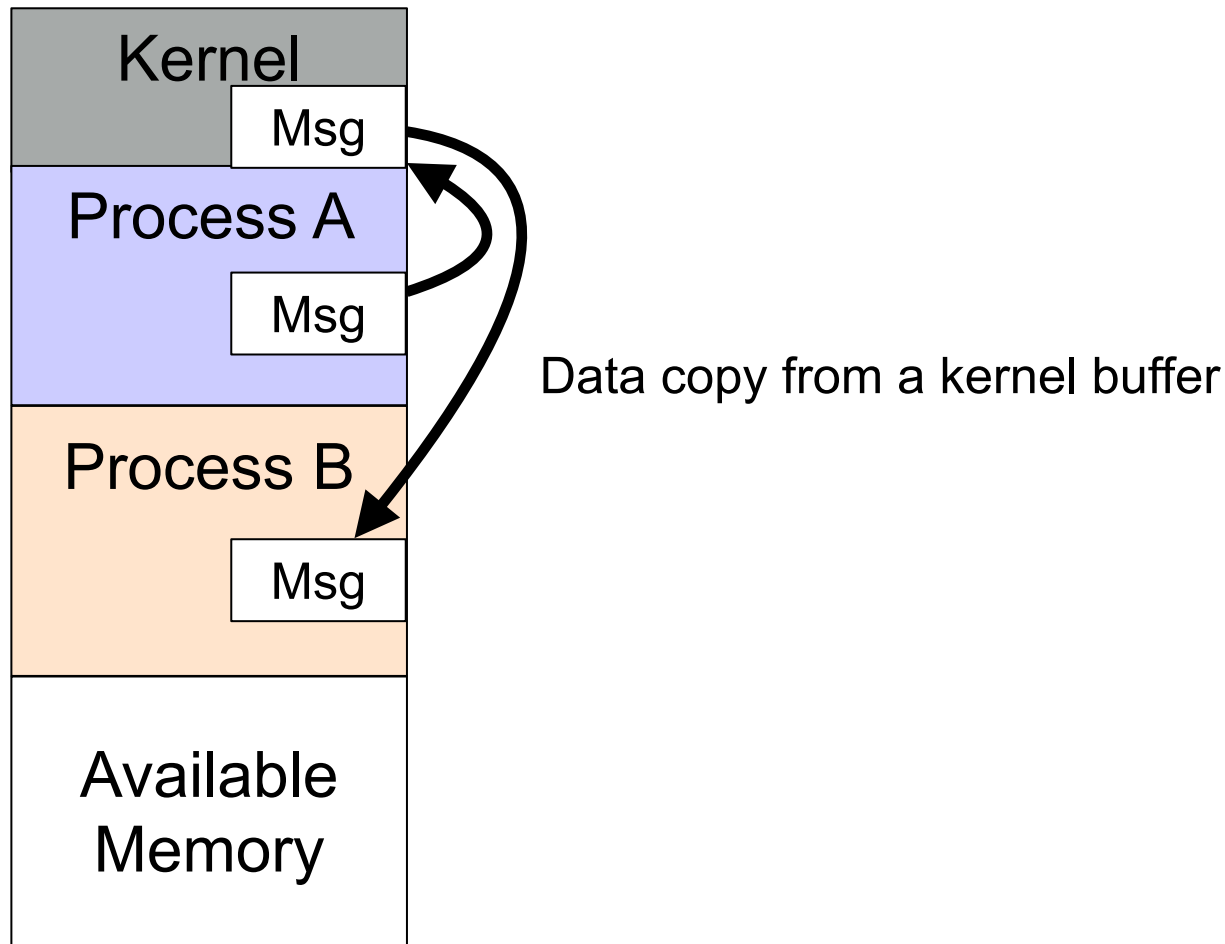 Kernel
Msg
Process A
Msg
Data copy from a kernel buffer
Process B
Msg
Available
Memory